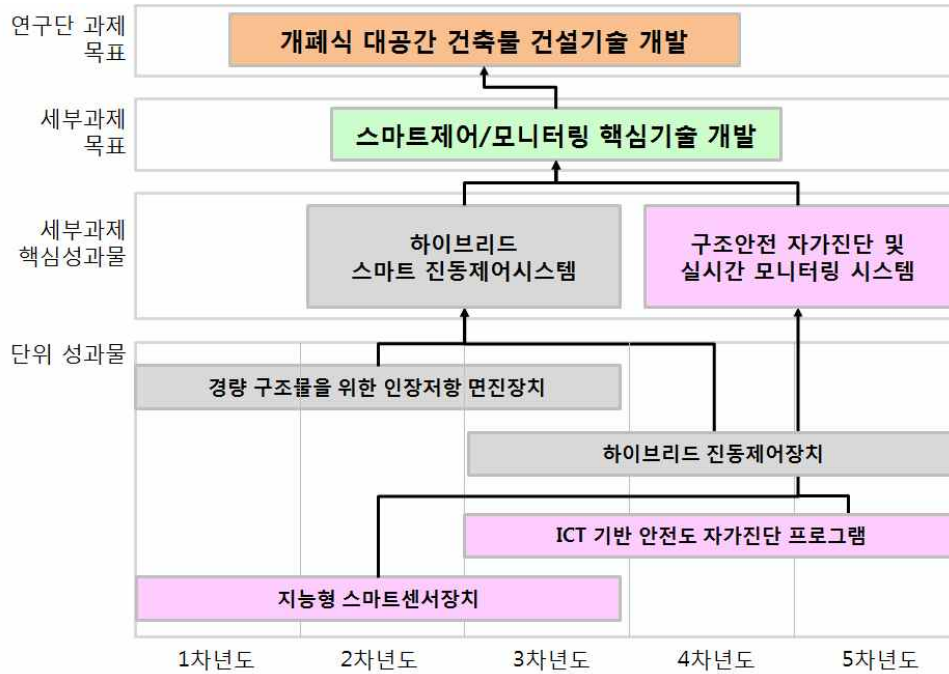 연구단 과제
목표
개폐식 대공간 건축물 건설기술 개발
세부과제
목표
스마트제어/모니터링 핵심기술 개발
세부과제
핵심성과물
하이브리드
스마트 진동제어시스템
구조안전 자가진단 및
실시간 모니터링 시스템
단위 성과물
경량 구조물을 위한 인장저항 면진장치
하이브리드 진동제어장치
ICT 기반 안전도 자가진단 프로그램
지능형 스마트센서장치
1차년도
2차년도
3차년도
4차년도
5차년도